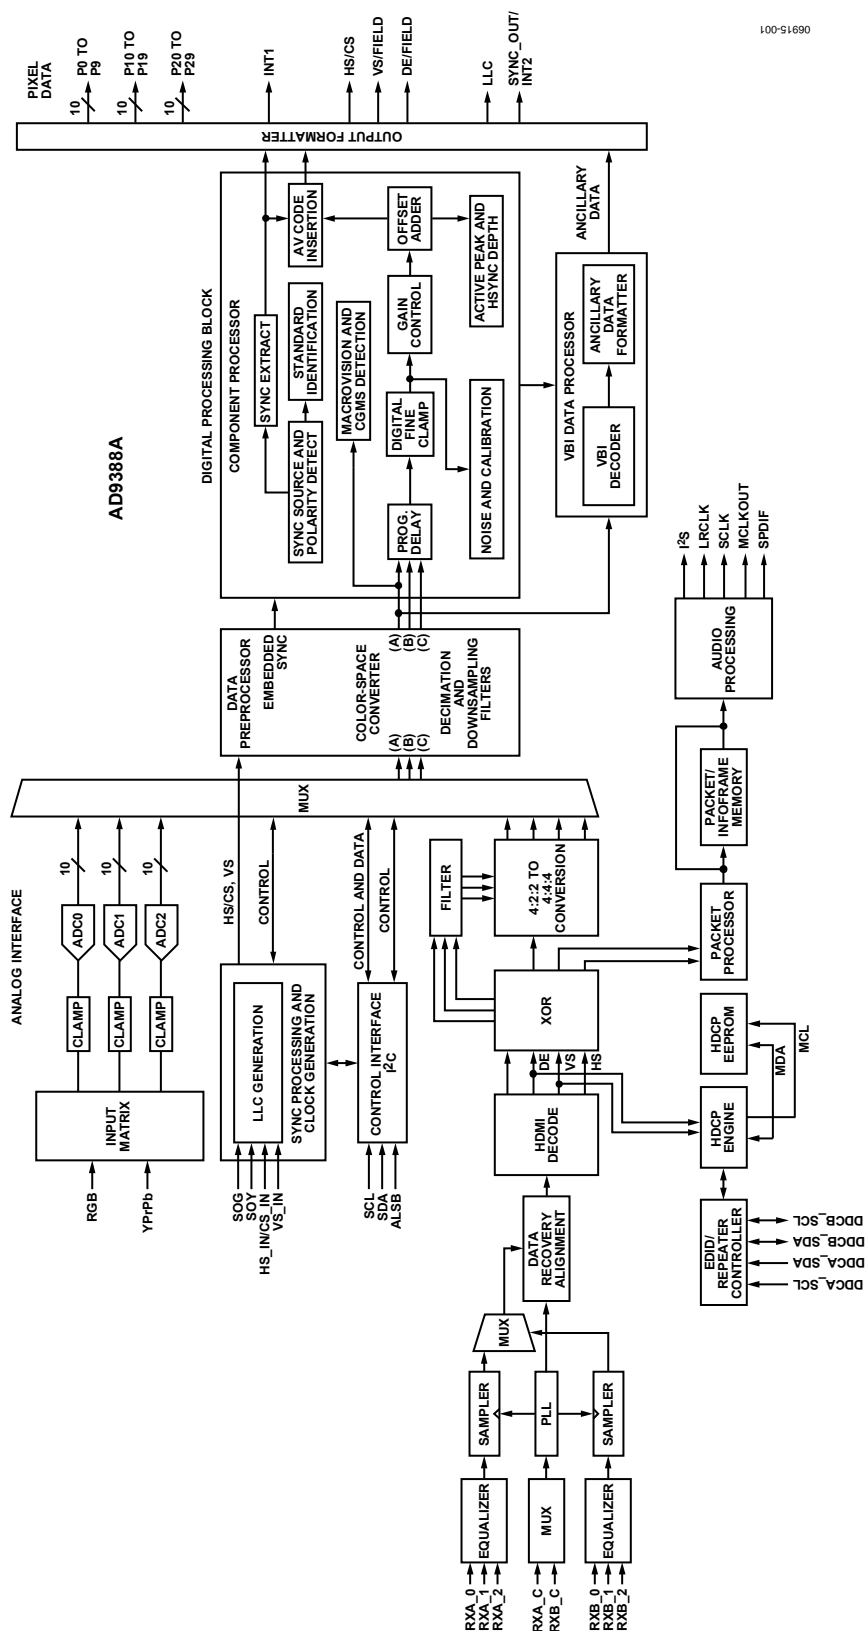 06915-001
AD9388A
ANALOG INTERFACE
RGB
YPrPb
INPUT
MATRIX
CLAMP
CLAMP
CLAMP
ADC0
ADC1
ADC2
10
10
10
SOG
SOY
HS_IN/CS_IN
VS_IN
LLC GENERATION
SYNC PROCESSING AND
CLOCK GENERATION
HS/CS, VS
CONTROL
SCL
SDA
ALSB
CONTROL INTERFACE
I2C
CONTROL AND DATA
CONTROL
MUX
RXA_0
RXA_1
RXA_2
EQUALIZER
SAMPLER
RXA_C
RXB_C
MUX
PLL
RXB_0
RXB_1
RXB_2
EQUALIZER
SAMPLER
MUX
DATA
RECOVERY
ALIGNMENT
HDMI
DECODE
DE
VS
HS
XOR
FILTER
4:2:2 TO
4:4:4
CONVERSION
DDCA_SCL
DDCA_SDA
DDCB_SDA
DDCB_SCL
EDID/
REPEATER
CONTROLLER
HDCP
ENGINE
HDCP
EEPROM
MDA
MCL
PACKET
PROCESSOR
PACKET/
INFOFRAME
MEMORY
AUDIO
PROCESSING
I2S
LRCLK
SCLK
MCLKOUT
SPDIF
DATA
PREPROCESSOR
EMBEDDED
SYNC
COLOR-SPACE
CONVERTER
(A)
(B)
(C)
(A)
(B)
(C)
DECIMATION
AND
DOWNSAMPLING
FILTERS
DIGITAL PROCESSING BLOCK
COMPONENT PROCESSOR
SYNC EXTRACT
SYNC SOURCE AND
POLARITY DETECT
STANDARD
IDENTIFICATION
AV CODE
INSERTION
MACROVISION AND
CGMS DETECTION
PROG.
DELAY
DIGITAL
FINE
CLAMP
GAIN
CONTROL
OFFSET
ADDER
NOISE AND CALIBRATION
ACTIVE PEAK AND
HSYNC DEPTH
VBI DATA PROCESSOR
VBI
DECODER
ANCILLARY
DATA
FORMATTER
ANCILLARY
DATA
OUTPUT FORMATTER
PIXEL
DATA
10
P0 TO
P9
10
P10 TO
P19
10
P20 TO
P29
INT1
HS/CS
VS/FIELD
DE/FIELD
LLC
SYNC_OUT/
INT2